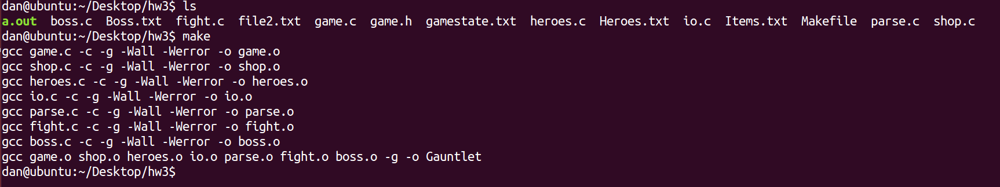 dan@ubuntu:~/Desktop/hw3$ ls
a.out boss.c Boss.txt fight.c file2.txt game.c game.h gamestate.txt heroes.c Heroes.txt io.c Items.txt Makefile parse.c shop.c
dan@ubuntu:~/Desktop/hw3$ make
gcc game.c -c -g -Wall -Werror -o game.o
gcc shop.c -c -g -Wall -Werror -o shop.o
gcc heroes.c -c -g -Wall -Werror -o heroes.o
gcc io.c -c -g -Wall -Werror -o io.o
gcc parse.c -c -g -Wall -Werror -o parse.o
gcc fight.c -c -g -Wall -Werror -o fight.o
gcc boss.c -c -g -Wall -Werror -o boss.o
gcc game.o shop.o heroes.o io.o parse.o fight.o boss.o -g -o Gauntlet
dan@ubuntu:~/Desktop/hw3$